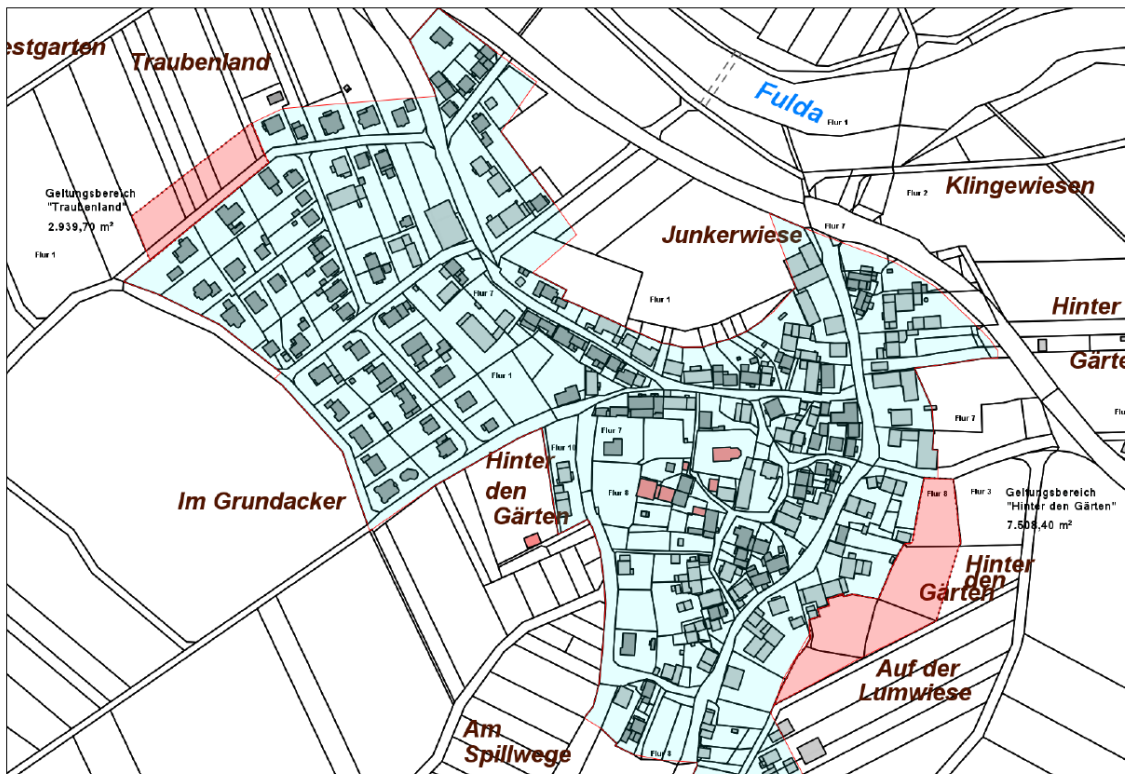 estgarten
Traubenland
Fulda
Flur 1
Geltungsbereich
"Traubenland"
2.939,70 m²
Flur 1
Flur 2
Klingewiesen
Junkerwiese
Flur 7
Flur 7
Flur 1
Hinter
Gärte
Flur 1
Flur 7
Flur 7
Flur 10
Hinter
den
Gärten
Im Grundacker
Flur 8
Flur 8
Flur 3
Geltungsbereich
"Hinter den Gärten"
7.508,40 m²
Hinter
den
Gärten
Auf der
Lumwiese
Am
Spillwege
Flur 8